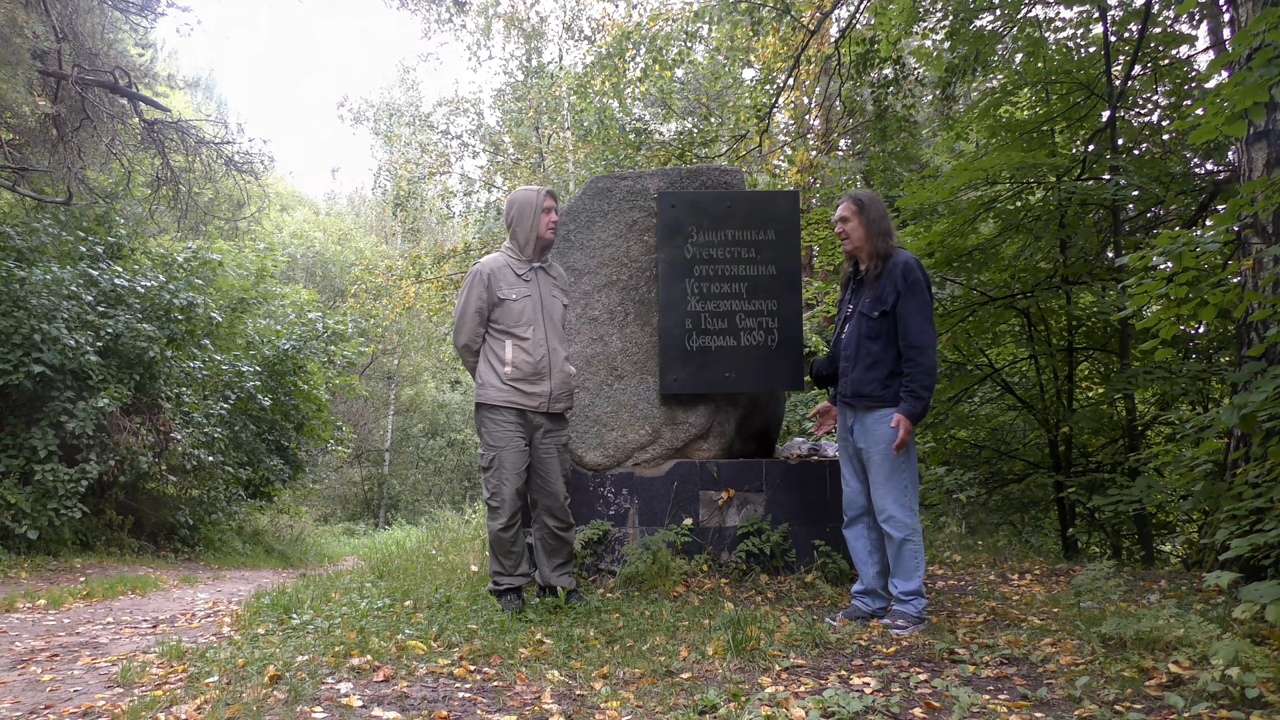 Защитникам
Отечества,
отстоявшим
Устюжну
Железопольскую
в Годы Смуты
(февраль 1609 г.)